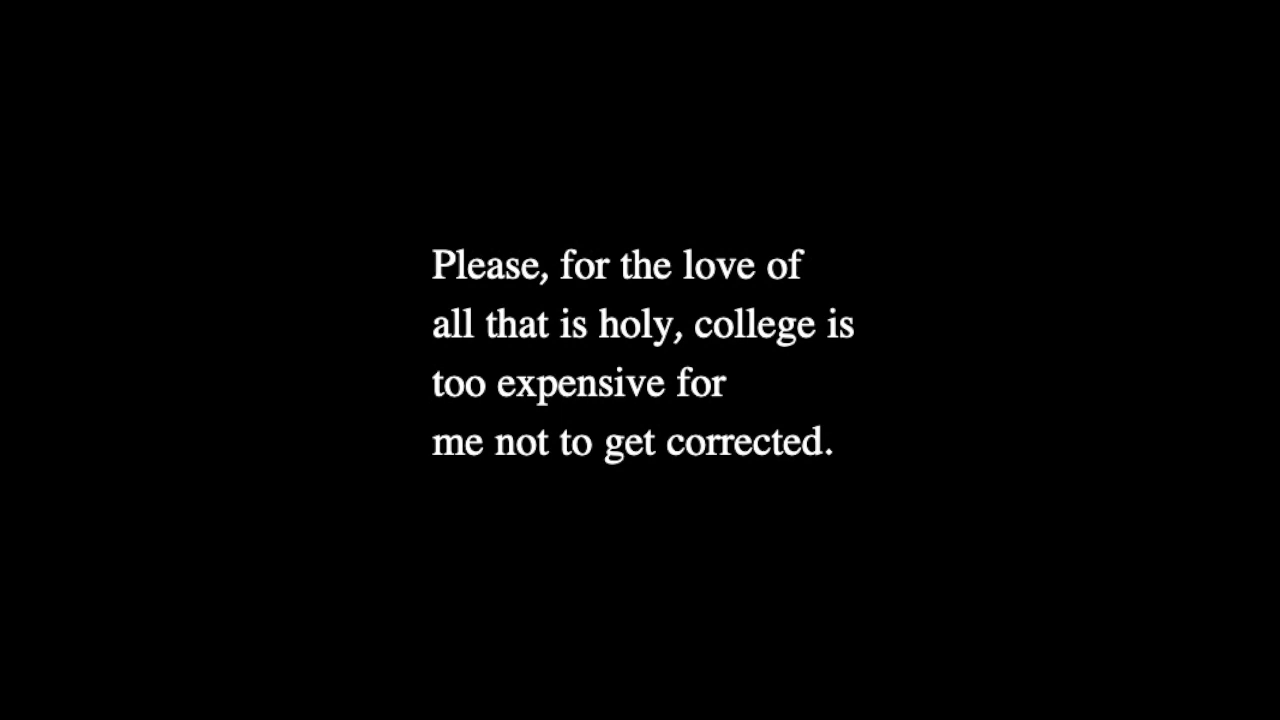 Please, for the love of
all that is holy, college is
too expensive for
me not to get corrected.